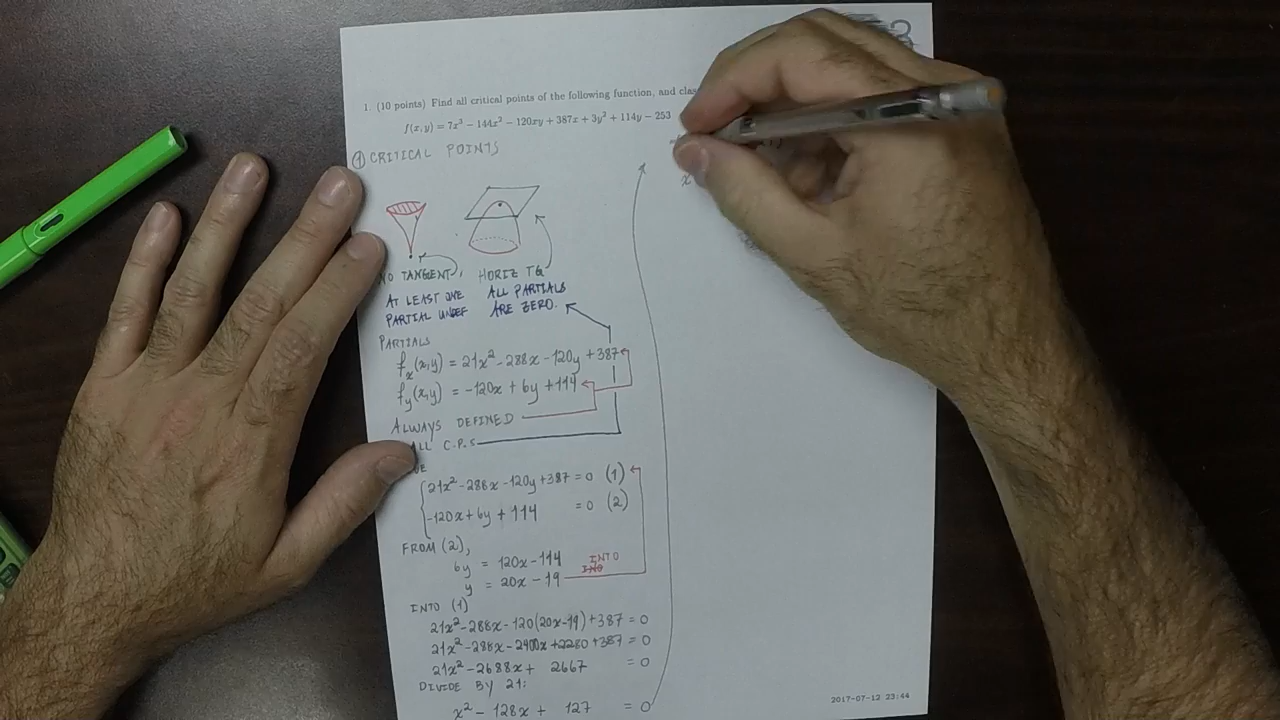 3
1. (10 points) Find all critical points of the following function, and
f(x, y) = 7x³ − 144x² − 120xy + 387x + 3y² + 114y − 253
① CRITICAL POINTS
NO TANGENT, HORIZ TG
AT LEAST ONE ALL PARTIALS
PARTIAL UNDEF ARE ZERO.
PARTIALS
fx(x,y) = 21x² - 288x - 120y + 387
fy(x,y) = -120x + 6y + 114
ALWAYS DEFINED
ALL C.P.S
21x² - 288x - 120y + 387 = 0 (1)
-120x + 6y + 114 = 0 (2)
FROM (2),
6y = 120x - 114
y = 20x - 19 INTO
INTO (1)
21x² - 288x - 120(20x - 19) + 387 = 0
21x² - 288x - 2400x + 2280 + 387 = 0
21x² - 2688x + 2667 = 0
DIVIDE BY 21:
x² - 128x + 127 = 0
x
2017-07-12 23:44